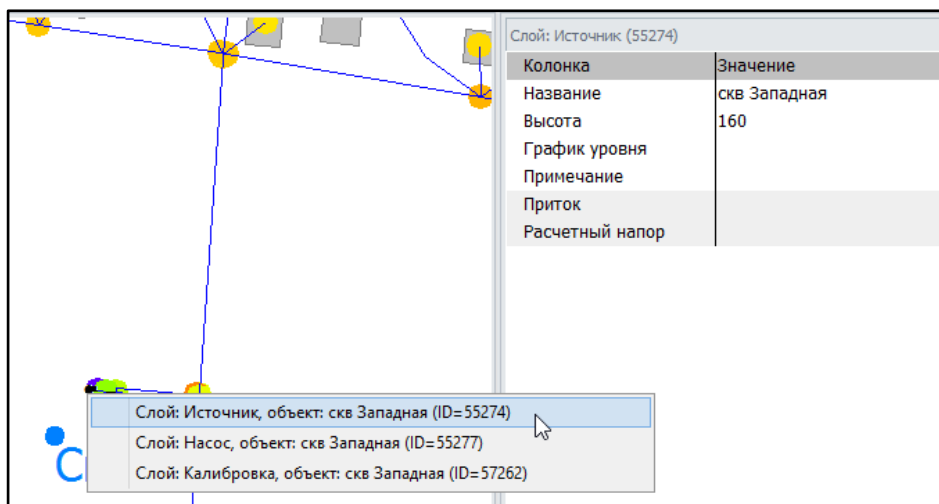 Слой: Источник (55274)
Колонка Значение
Название скв Западная
Высота 160
График уровня
Примечание
Приток
Расчетный напор
Слой: Источник, объект: скв Западная (ID=55274)
Слой: Насос, объект: скв Западная (ID=55277)
Слой: Калибровка, объект: скв Западная (ID=57262)